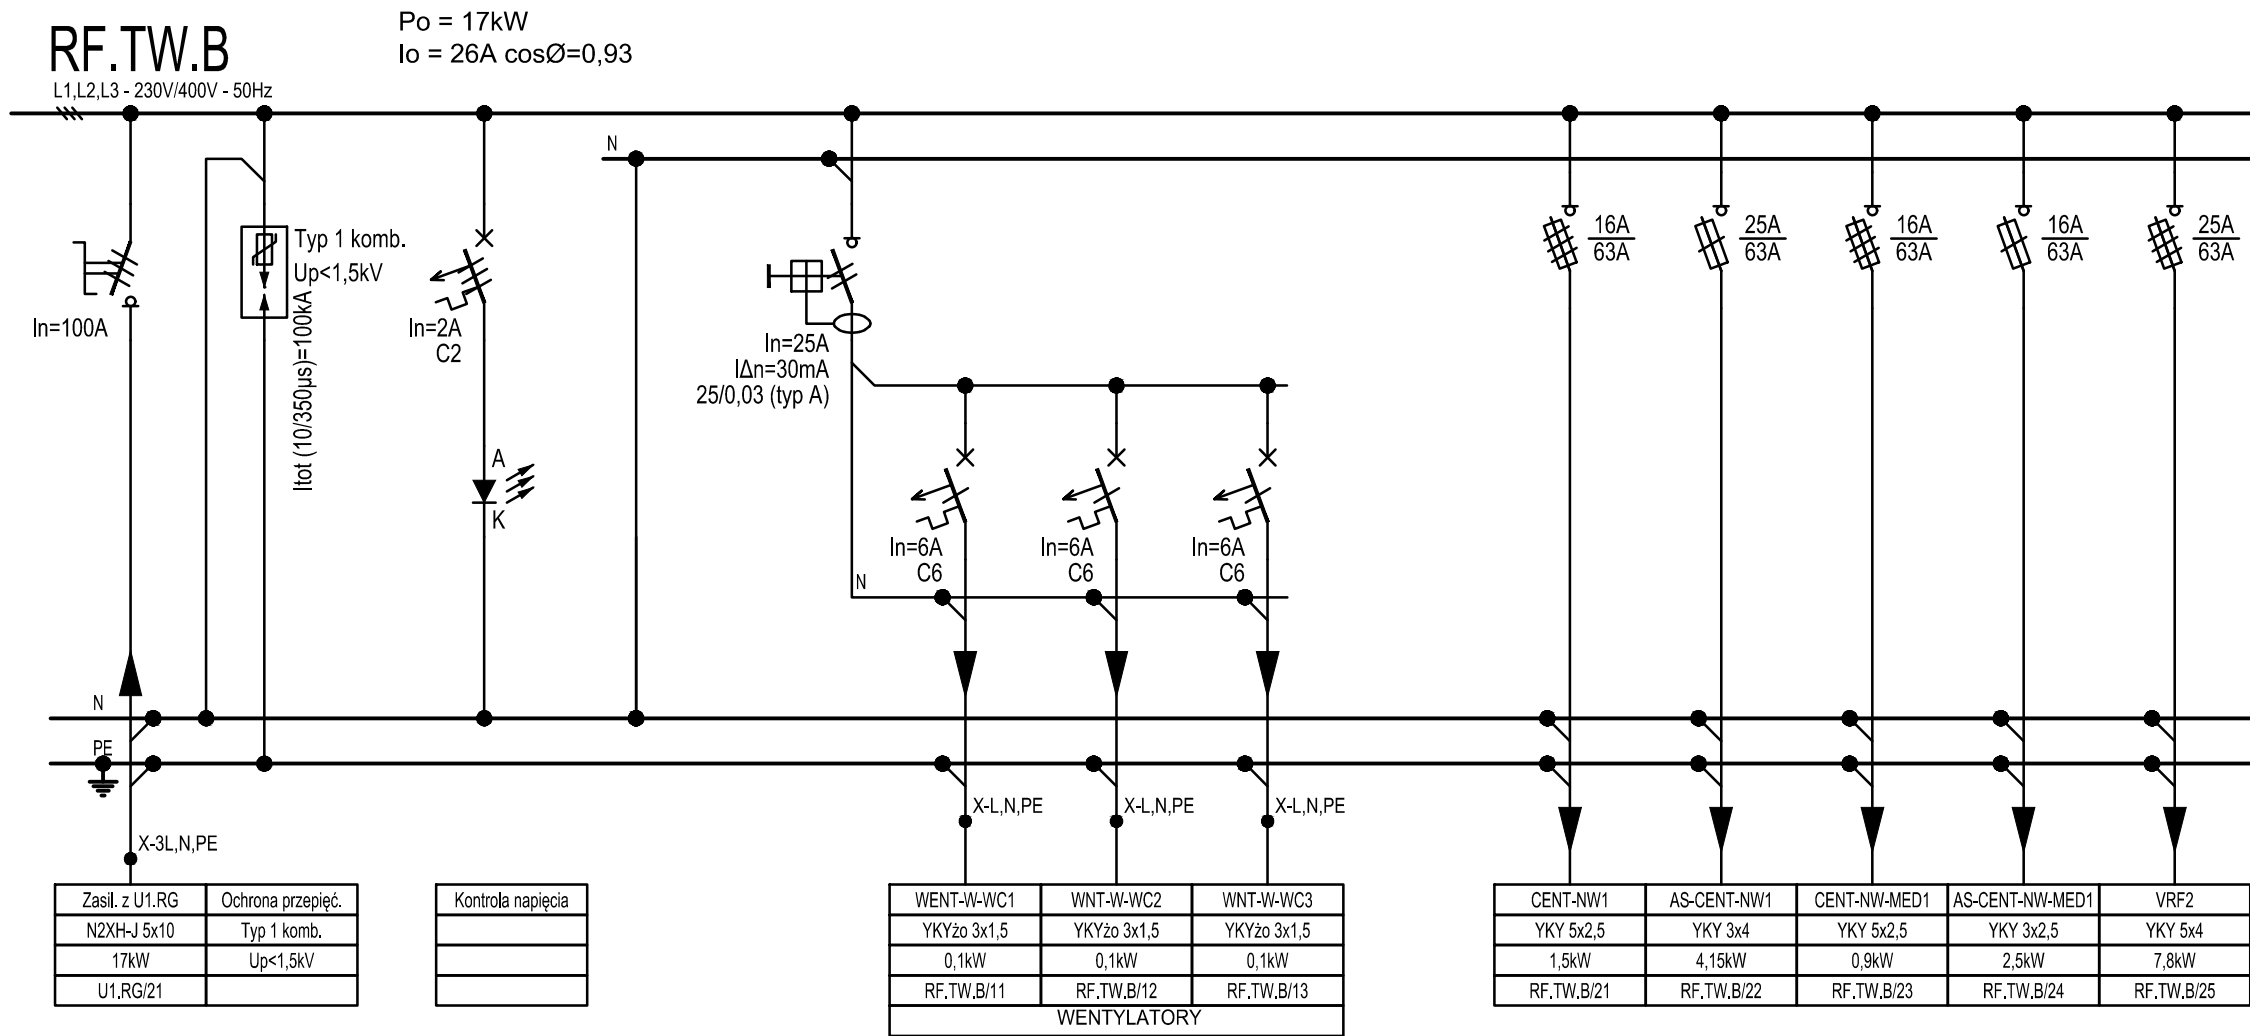 RF.TW.B
L1,L2,L3 - 230V/400V - 50Hz
Po = 17kW
Io = 26A cosØ=0,93
N
In=100A
Typ 1 komb.
Up<1,5kV
Itot (10/350µs)=100kA
In=2A
C2
A
K
In=25A
IΔn=30mA
25/0,03 (typ A)
In=6A
C6
In=6A
C6
In=6A
C6
N
16A
63A
25A
63A
16A
63A
16A
63A
25A
63A
N
PE
X-3L,N,PE
X-L,N,PE
X-L,N,PE
X-L,N,PE
Zasil. z U1.RG
N2XH-J 5x10
17kW
U1.RG/21
Ochrona przepięć.
Typ 1 komb.
Up<1,5kV
Kontrola napięcia
WENT-W-WC1
YKYżo 3x1,5
0,1kW
RF.TW.B/11
WNT-W-WC2
YKYżo 3x1,5
0,1kW
RF.TW.B/12
WNT-W-WC3
YKYżo 3x1,5
0,1kW
RF.TW.B/13
WENTYLATORY
CENT-NW1
YKY 5x2,5
1,5kW
RF.TW.B/21
AS-CENT-NW1
YKY 3x4
4,15kW
RF.TW.B/22
CENT-NW-MED1
YKY 5x2,5
0,9kW
RF.TW.B/23
AS-CENT-NW-MED1
YKY 3x2,5
2,5kW
RF.TW.B/24
VRF2
YKY 5x4
7,8kW
RF.TW.B/25